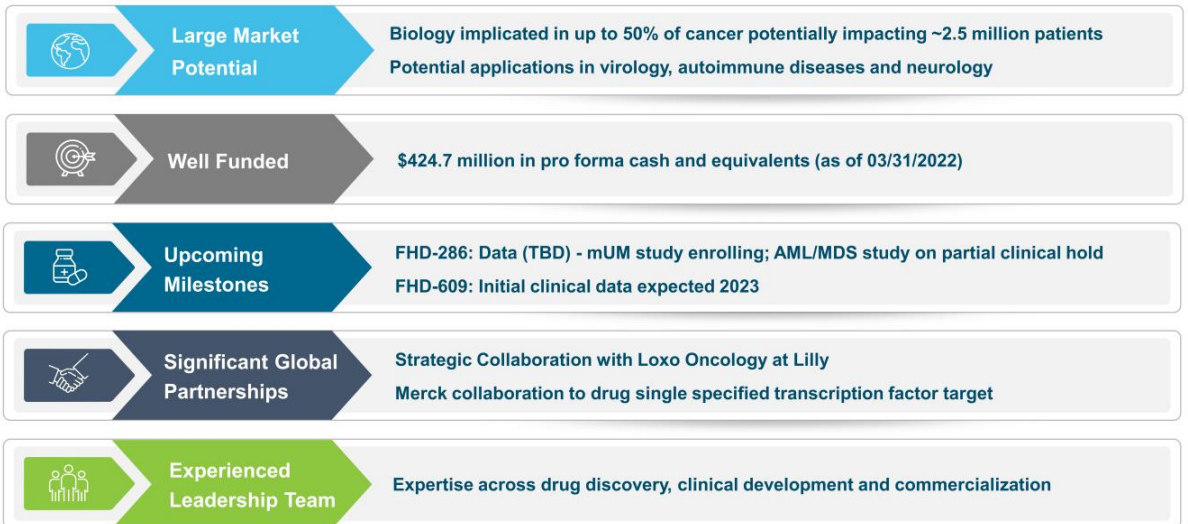 Large Market
Potential
Biology implicated in up to 50% of cancer potentially impacting ~2.5 million patients
Potential applications in virology, autoimmune diseases and neurology
Well Funded
$424.7 million in pro forma cash and equivalents (as of 03/31/2022)
Upcoming
Milestones
FHD-286: Data (TBD) - mUM study enrolling; AML/MDS study on partial clinical hold
FHD-609: Initial clinical data expected 2023
Significant Global
Partnerships
Strategic Collaboration with Loxo Oncology at Lilly
Merck collaboration to drug single specified transcription factor target
Experienced
Leadership Team
Expertise across drug discovery, clinical development and commercialization